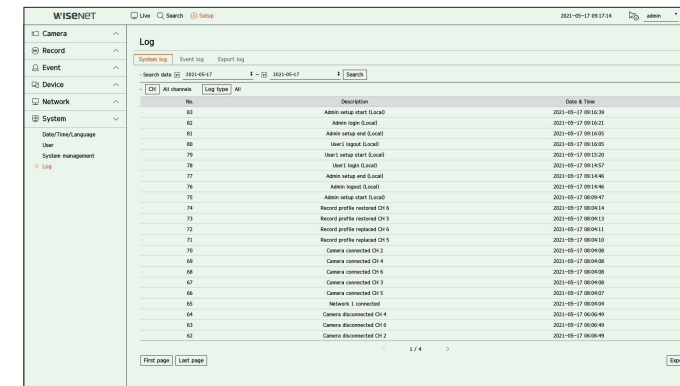 WISENET
Live Search Setup 2021-05-17 09:17:14 admin
Camera
Record
Event
Device
Network
System
Date/Time/Language
User
System management
> Log
Log
System log Event log Export log
Search date 2021-05-17 ~ 2021-05-17 Search
CH All channels Log type All
No. Description Date & Time
83 Admin setup start (Local) 2021-05-17 09:16:39
82 Admin login (Local) 2021-05-17 09:16:21
81 Admin setup end (Local) 2021-05-17 09:16:05
80 User1 logout (Local) 2021-05-17 09:16:05
79 User1 setup start (Local) 2021-05-17 09:15:20
78 User1 login (Local) 2021-05-17 09:14:57
77 Admin setup end (Local) 2021-05-17 09:14:46
76 Admin logout (Local) 2021-05-17 09:14:46
75 Admin setup start (Local) 2021-05-17 08:09:47
74 Record profile restored CH 6 2021-05-17 08:04:14
73 Record profile restored CH 5 2021-05-17 08:04:13
72 Record profile replaced CH 6 2021-05-17 08:04:11
71 Record profile replaced CH 5 2021-05-17 08:04:10
70 Camera connected CH 2 2021-05-17 08:04:08
69 Camera connected CH 4 2021-05-17 08:04:08
68 Camera connected CH 6 2021-05-17 08:04:08
67 Camera connected CH 3 2021-05-17 08:04:08
66 Camera connected CH 5 2021-05-17 08:04:07
65 Network 1 connected 2021-05-17 08:04:04
64 Camera disconnected CH 4 2021-05-17 06:06:49
63 Camera disconnected CH 6 2021-05-17 06:06:49
62 Camera disconnected CH 2 2021-05-17 06:06:49
< 1 / 4 >
First page Last page Expo